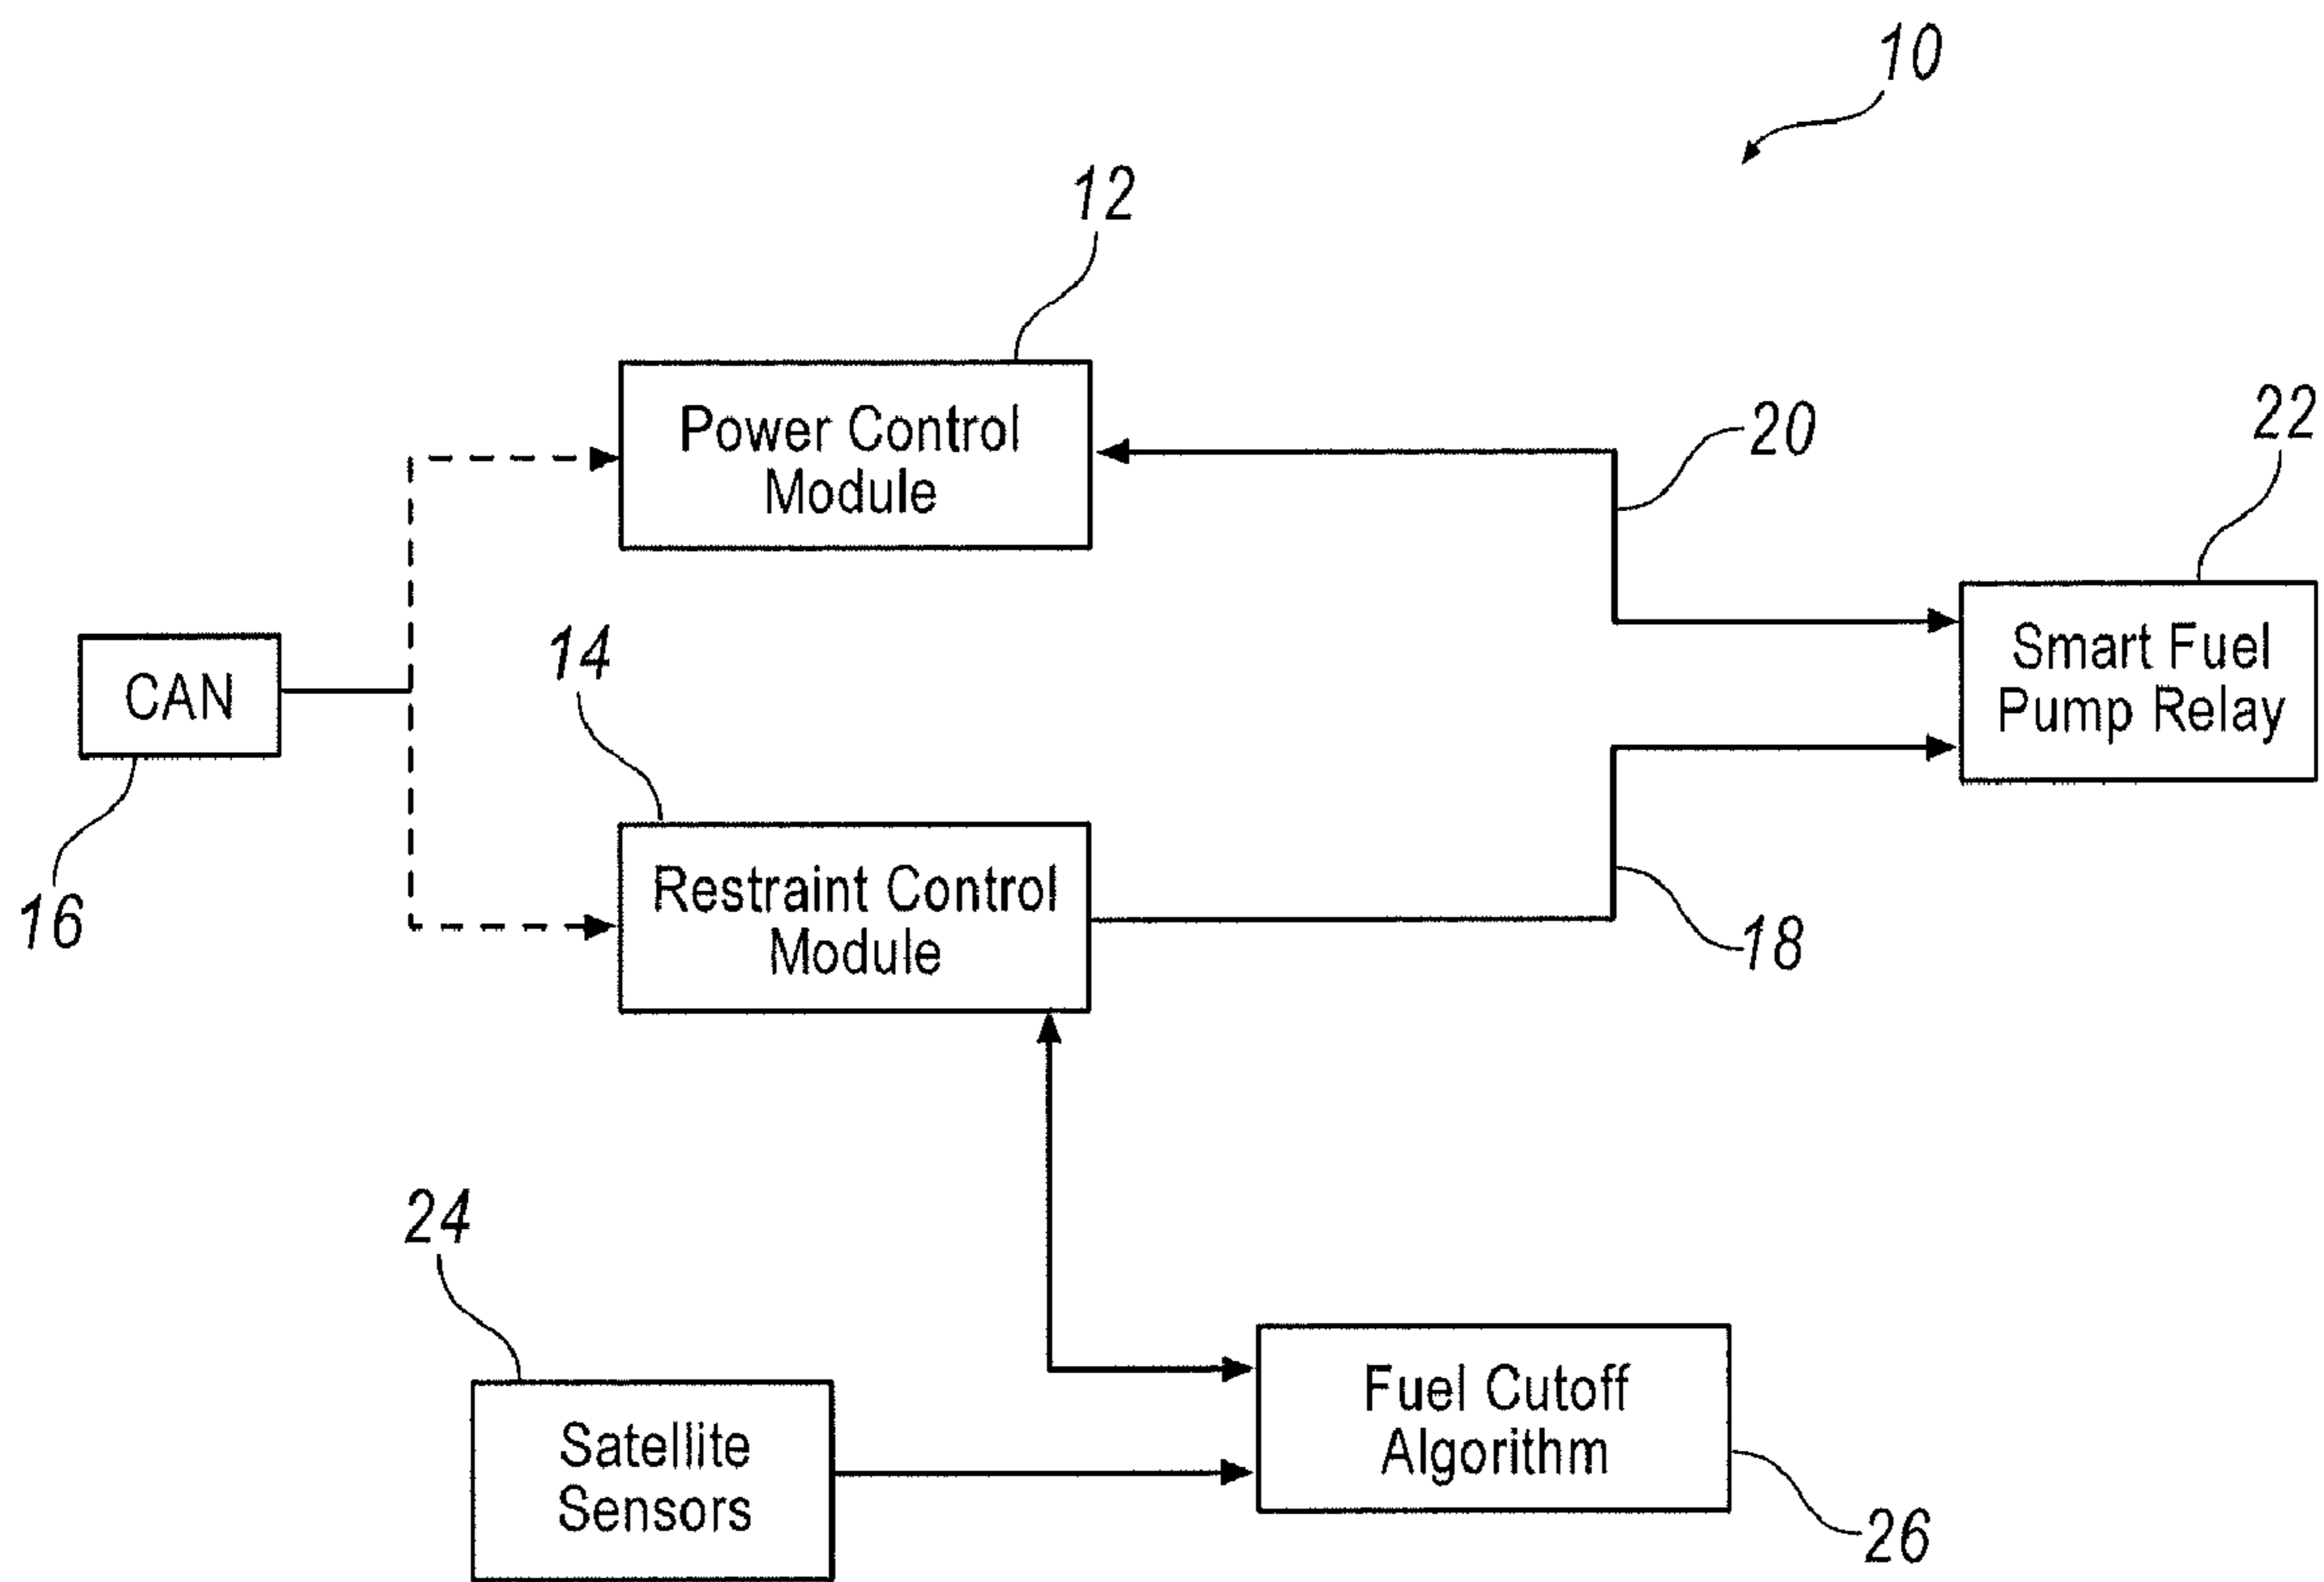 10
12
Power Control
Module
20
22
Smart Fuel
Pump Relay
14
CAN
16
Restraint Control
Module
18
24
Satellite
Sensors
Fuel Cutoff
Algorithm
26